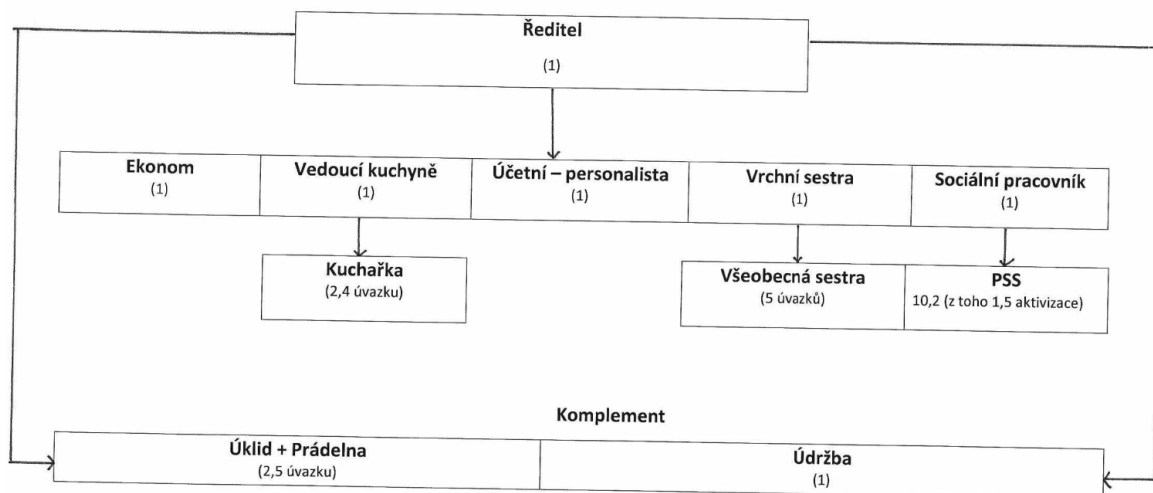 Ředitel
(1)
Ekonom
(1)
Vedoucí kuchyně
(1)
Účetní – personalista
(1)
Vrchní sestra
(1)
Sociální pracovník
(1)
Kuchařka
(2,4 úvazku)
Všeobecná sestra
(5 úvazků)
PSS
10,2 (z toho 1,5 aktivizace)
Komplement
Úklid + Prádelna
(2,5 úvazku)
Údržba
(1)